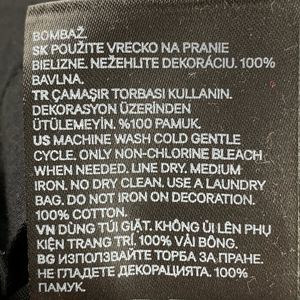 BOMBAŽ.
SK POUŽITE VRECKO NA PRANIE
BIELIZNE. NEŽEHLITE DEKORÁCIU. 100%
BAVLNA.
TR ÇAMAŞIR TORBASI KULLANIN.
DEKORASYON ÜZERİNDEN
ÜTÜLEMEYİN. %100 PAMUK.
US MACHINE WASH COLD GENTLE
CYCLE. ONLY NON-CHLORINE BLEACH
WHEN NEEDED. LINE DRY. MEDIUM
IRON. NO DRY CLEAN. USE A LAUNDRY
BAG. DO NOT IRON ON DECORATION.
100% COTTON.
VN DÙNG TÚI GIẶT. KHÔNG ỦI LÊN PHỤ
KIỆN TRANG TRÍ. 100% VẢI BÔNG.
BG ИЗПОЛЗВАЙТЕ ТОРБА ЗА ПРАНЕ.
НЕ ГЛАДЕТЕ ДЕКОРАЦИЯТА. 100%
ПАМУК.